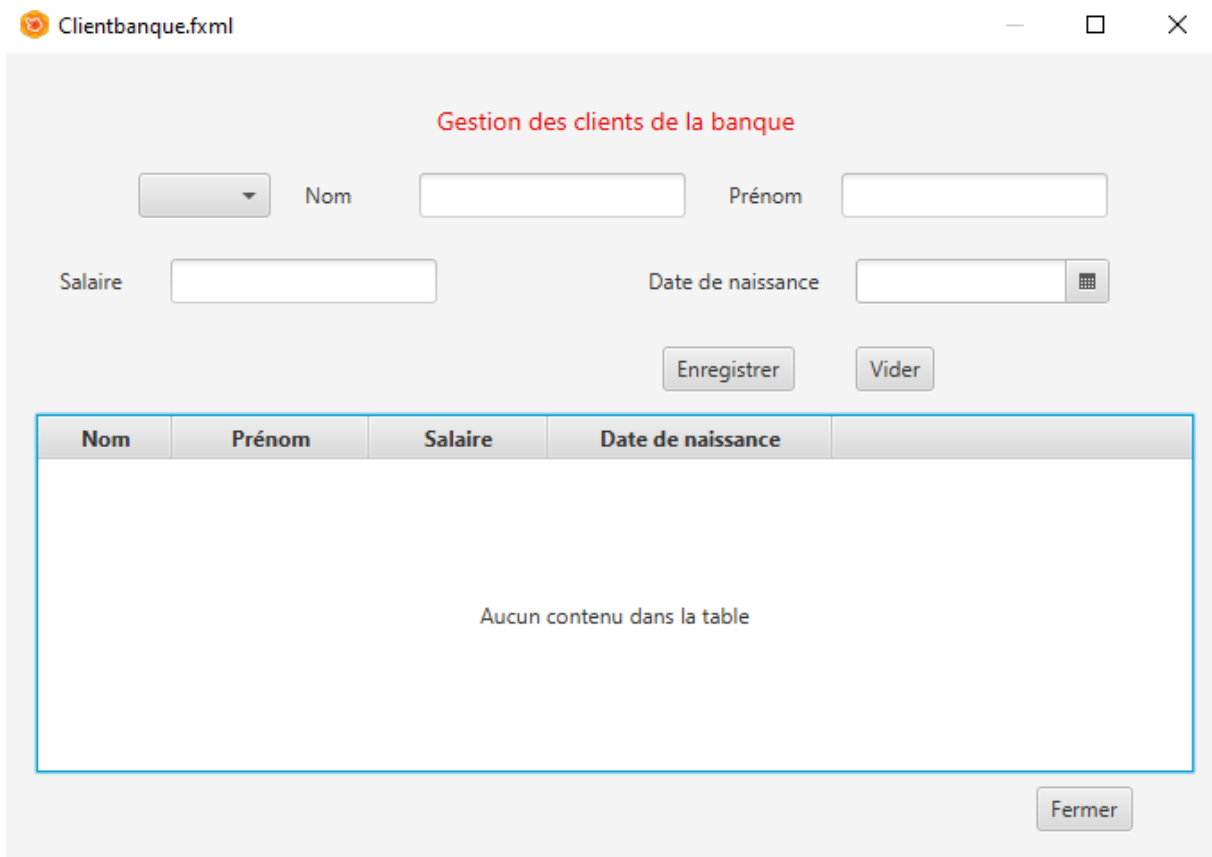 Clientbanque.fxml
Gestion des clients de la banque
Nom Prénom
Salaire Date de naissance
Enregistrer Vider
Nom Prénom Salaire Date de naissance
Aucun contenu dans la table
Fermer